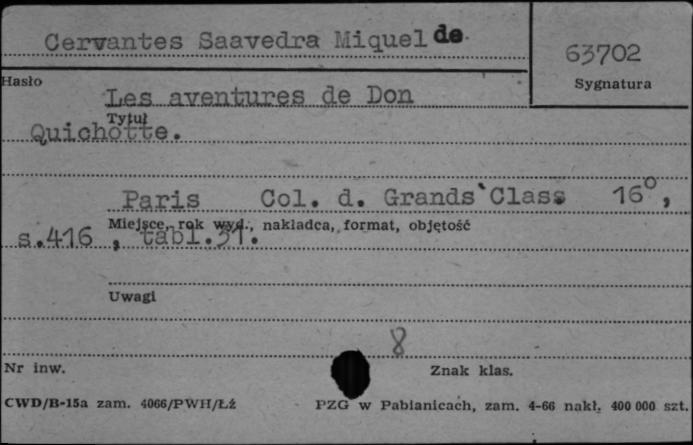 Cervantes Saavedra Miquel de
63702
Hasło
Sygnatura
Les aventures de Don
Tytuł
Quichotte.
Paris Col. d. Grands Class. 16°,
Miejsce, rok wyd., nakładca, format, objętość
s.416 , tabl.31.
Uwagi
8
Nr inw.
Znak klas.
CWD/B-15a zam. 4066/PWH/Łź
PZG w Pabianicach, zam. 4-66 nakł. 400 000 szt.